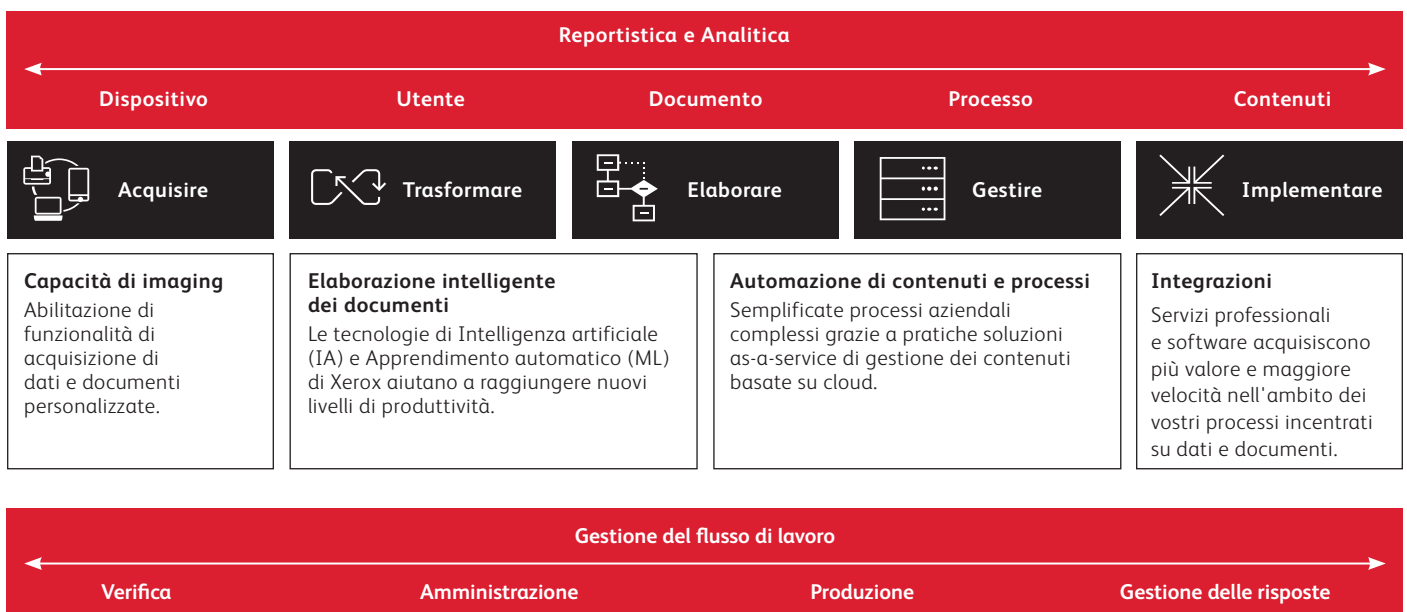 Reportistica e Analitica
Dispositivo Utente Documento Processo Contenuti
Acquisire Trasformare Elaborare Gestire Implementare
Capacità di imaging
Abilitazione di
funzionalità di
acquisizione di
dati e documenti
personalizzate.
Elaborazione intelligente
dei documenti
Le tecnologie di Intelligenza artificiale
(IA) e Apprendimento automatico (ML)
di Xerox aiutano a raggiungere nuovi
livelli di produttività.
Automazione di contenuti e processi
Semplificate processi aziendali
complessi grazie a pratiche soluzioni
as-a-service di gestione dei contenuti
basate su cloud.
Integrazioni
Servizi professionali
e software acquisiscono
più valore e maggiore
velocità nell'ambito dei
vostri processi incentrati
su dati e documenti.
Gestione del flusso di lavoro
Verifica Amministrazione Produzione Gestione delle risposte